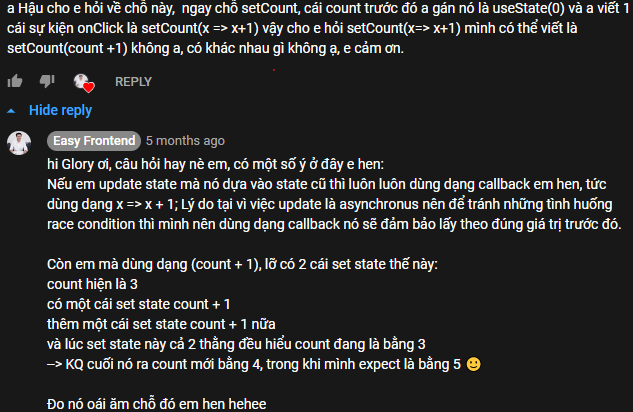 a Hậu cho e hỏi về chỗ này, ngay chỗ setCount, cái count trước đó a gán nó là useState(0) và a viết 1
cái sự kiện onClick là setCount(x => x+1) vậy cho e hỏi setCount(x=> x+1) mình có thể viết là
setCount(count +1) không a, có khác nhau gì không ạ, e cảm ơn.
REPLY
Hide reply
Easy Frontend 5 months ago
hi Glory ơi, câu hỏi hay nè em, có một số ý ở đây e hen:
Nếu em update state mà nó dựa vào state cũ thì luôn luôn dùng dạng callback em hen, tức
dùng dạng x => x + 1; Lý do tại vì việc update là asynchronus nên để tránh những tình huống
race condition thì mình nên dùng dạng callback nó sẽ đảm bảo lấy theo đúng giá trị trước đó.
Còn em mà dùng dạng (count + 1), lỡ có 2 cái set state thế này:
count hiện là 3
có một cái set state count + 1
thêm một cái set state count + 1 nữa
và lúc set state này cả 2 thằng đều hiểu count đang là bằng 3
--> KQ cuối nó ra count mới bằng 4, trong khi mình expect là bằng 5 🙂
Đo nó oái ăm chỗ đó em hen hehee